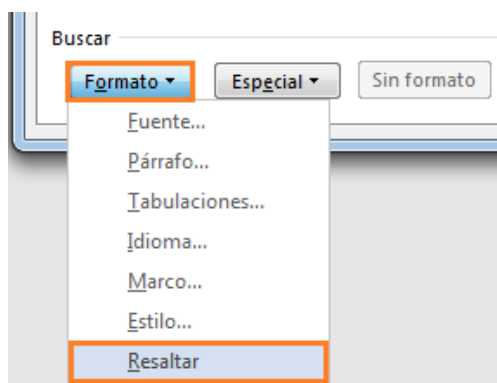 Buscar
Formato Especial Sin formato
Fuente...
Párrafo...
Tabulaciones...
Idioma...
Marco...
Estilo...
Resaltar